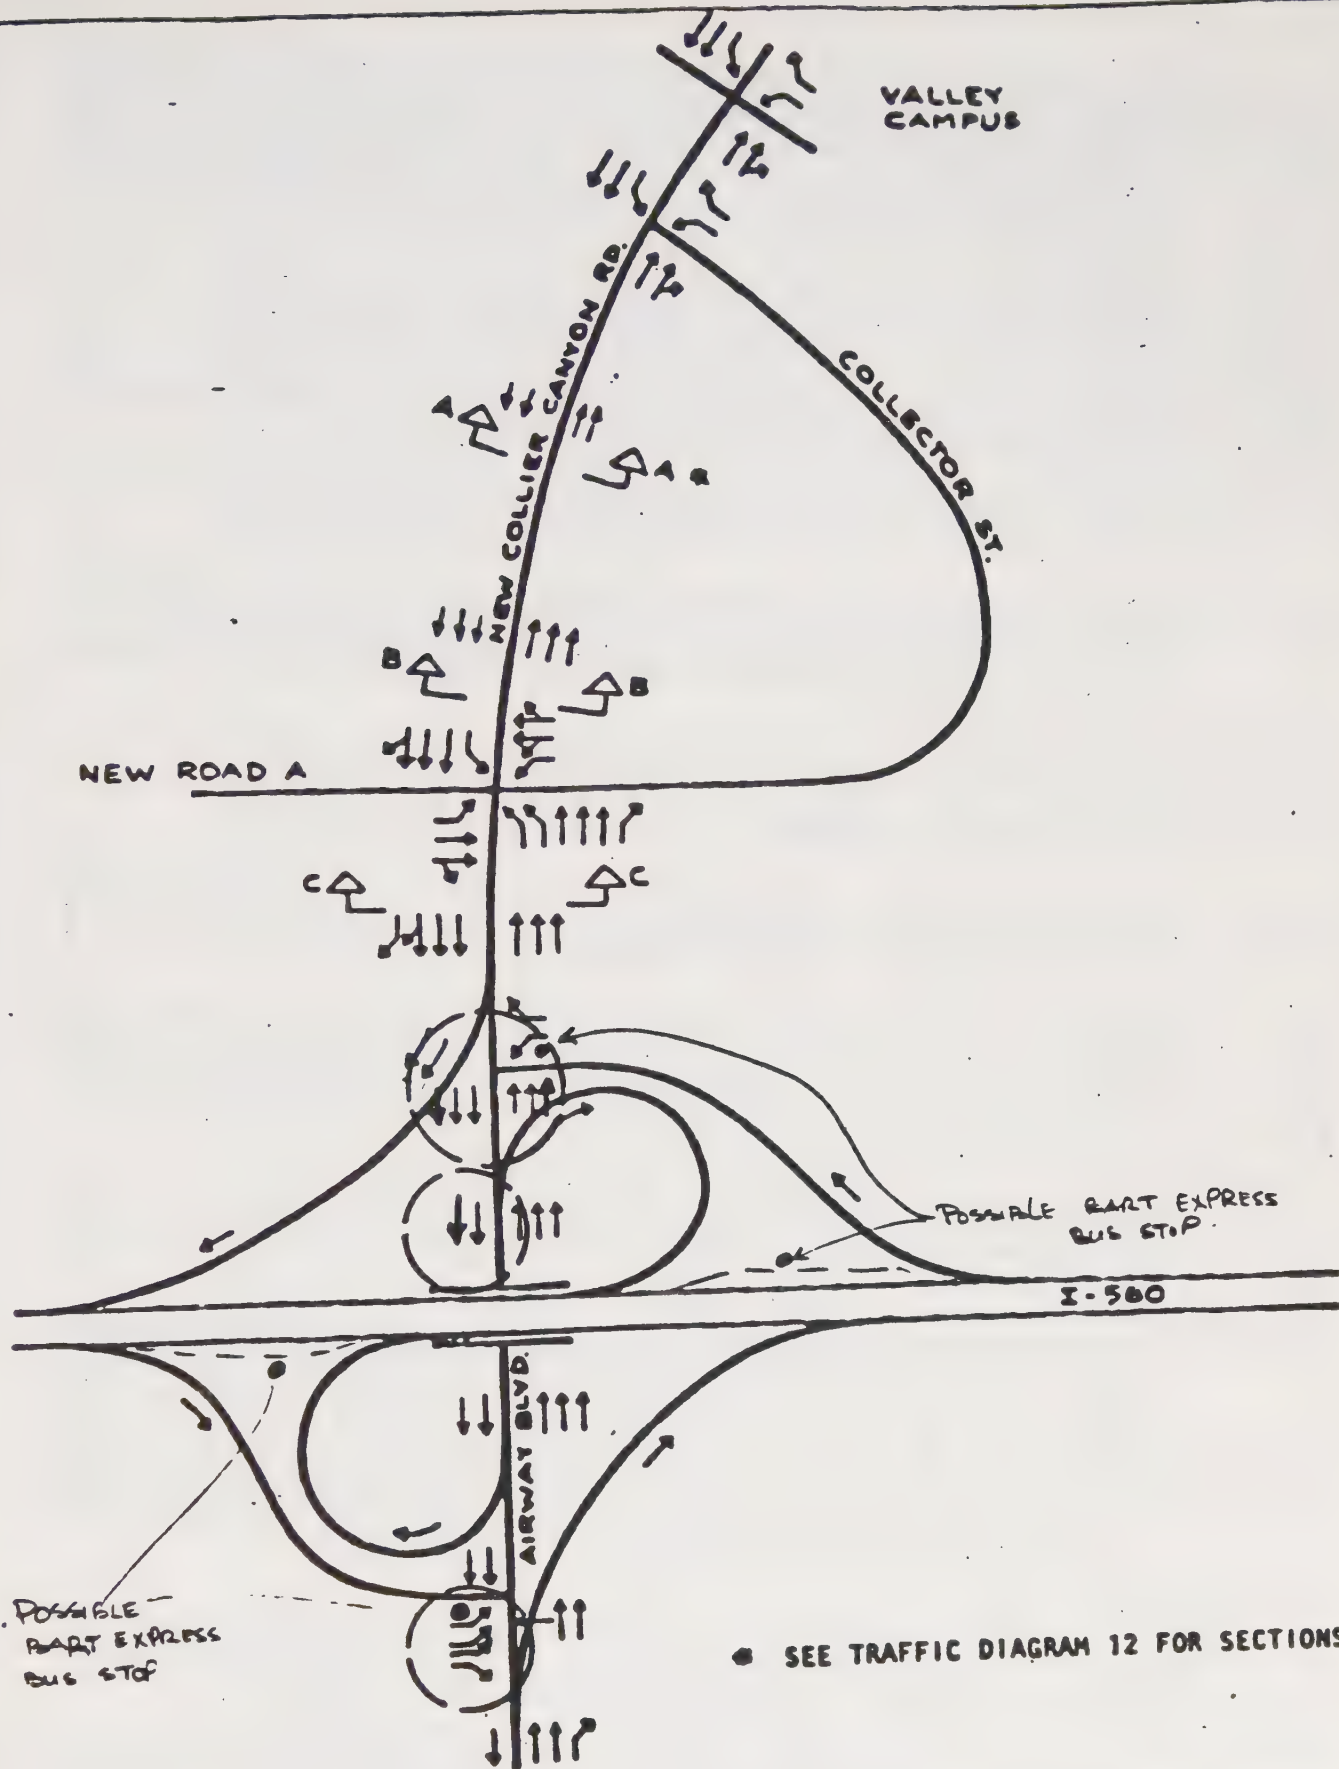 VALLEY
CAMPUS
NEW COLLIER CANYON RD.
COLLECTOR ST.
A
A
B
B
NEW ROAD A
C
C
POSSIBLE BART EXPRESS
BUS STOP.
I-580
AIRWAY BLVD.
POSSIBLE
BART EXPRESS
BUS STOP
SEE TRAFFIC DIAGRAM 12 FOR SECTIONS